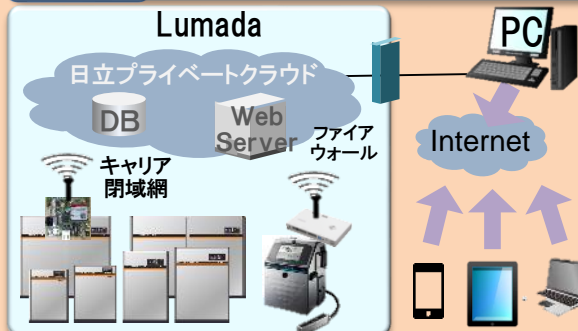 Lumada
PC
日立プライベートクラウド
DB
Web
Server
ファイア
ウォール
Internet
キャリア
閉域網